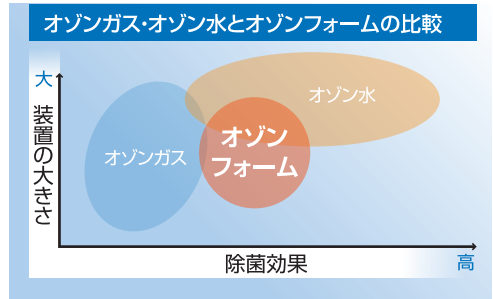 オゾンガス・オゾン水とオゾンフォームの比較
大
装置の大きさ
オゾン水
オゾンガス
オゾン
フォーム
除菌効果
高